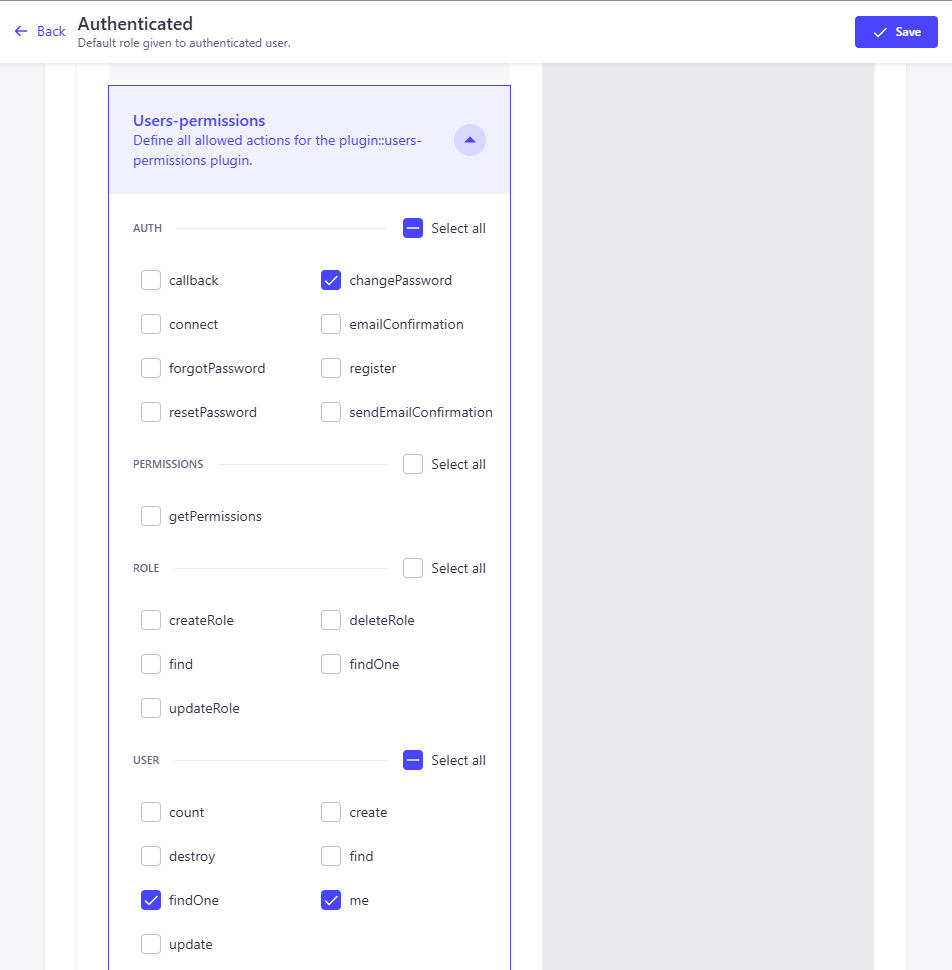 Back
Authenticated
Default role given to authenticated user.
Save
Users-permissions
Define all allowed actions for the plugin::users-
permissions plugin.
AUTH
Select all
callback
changePassword
connect
emailConfirmation
forgotPassword
register
resetPassword
sendEmailConfirmation
PERMISSIONS
Select all
getPermissions
ROLE
Select all
createRole
deleteRole
find
findOne
updateRole
USER
Select all
count
create
destroy
find
findOne
me
update